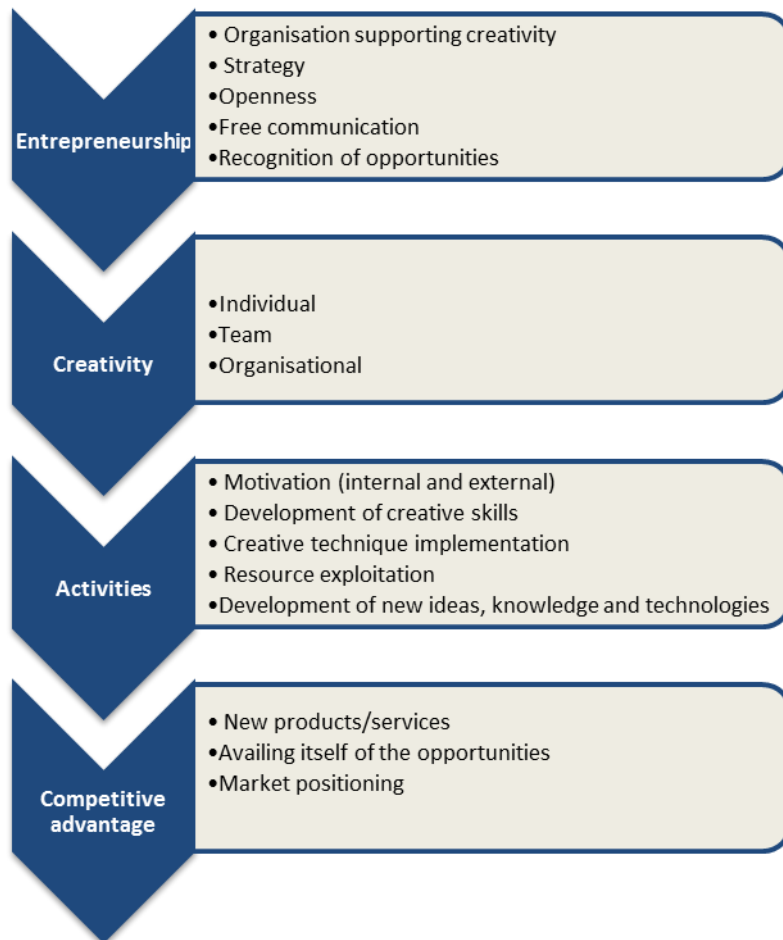 Entrepreneurship
• Organisation supporting creativity
• Strategy
•Openness
•Free communication
•Recognition of opportunities
Creativity
•Individual
•Team
•Organisational
Activities
• Motivation (internal and external)
• Development of creative skills
• Creative technique implementation
• Resource exploitation
•Development of new ideas, knowledge and technologies
Competitive
advantage
• New products/services
•Availing itself of the opportunities
•Market positioning